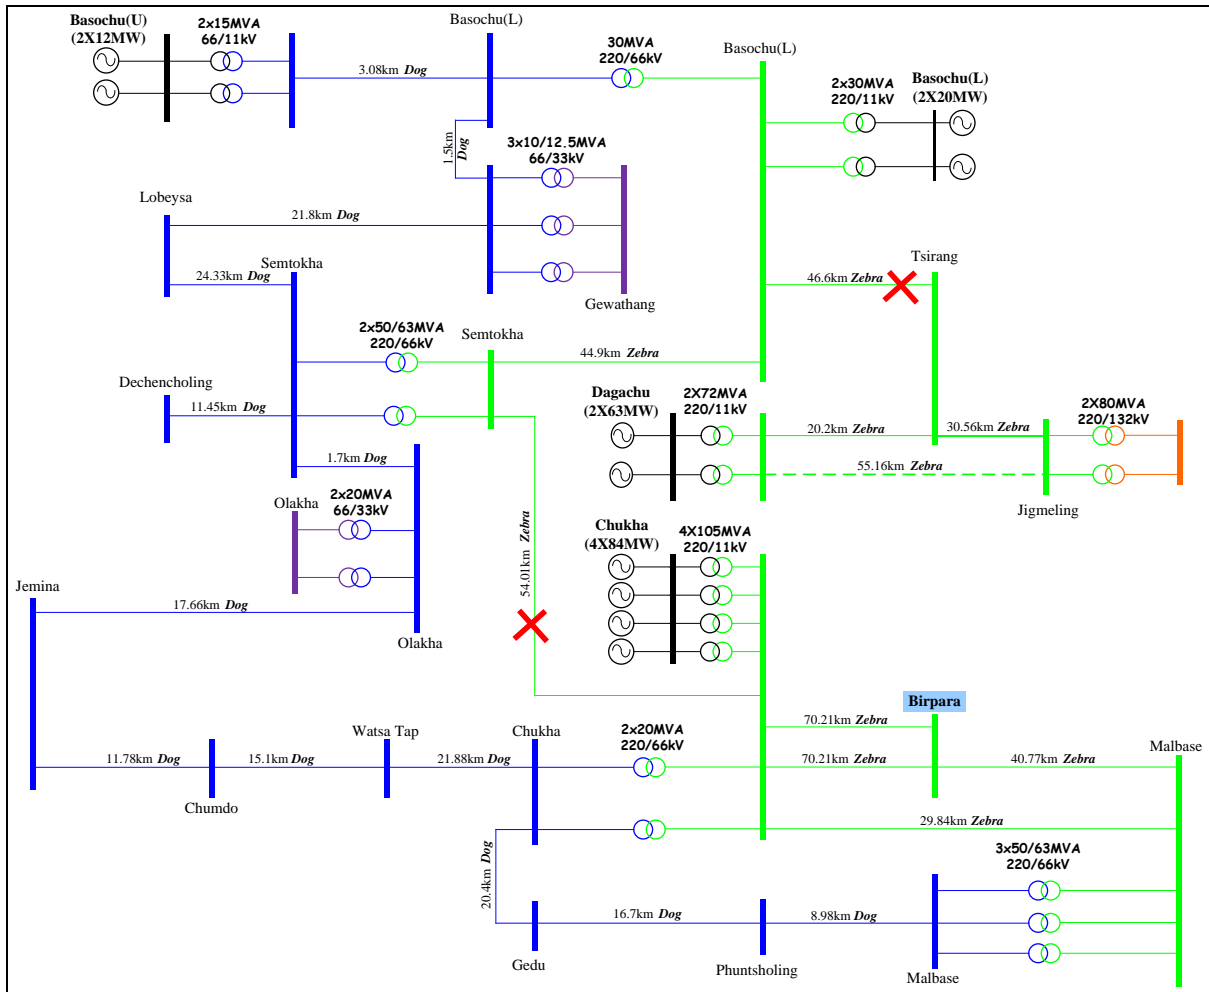 Basochu(U)
(2X12MW)
2x15MVA
66/11kV
Basochu(L)
3.08km Dog
30MVA
220/66kV
Basochu(L)
2x30MVA
220/11kV
Basochu(L)
(2X20MW)
1.5km
Dog
3x10/12.5MVA
66/33kV
Lobeysa
21.8km Dog
Gewathang
24.33km Dog
Semtokha
Tsirang
46.6km Zebra
2x50/63MVA
220/66kV
Semtokha
44.9km Zebra
Dechencholing
11.45km Dog
Dagachu
(2X63MW)
2X72MVA
220/11kV
20.2km Zebra
30.56km Zebra
2X80MVA
220/132kV
55.16km Zebra
Jigmeling
1.7km Dog
Olakha
2x20MVA
66/33kV
54.01km Zebra
Chukha
(4X84MW)
4X105MVA
220/11kV
Jemina
17.66km Dog
Olakha
Birpara
70.21km Zebra
Watsa Tap
Chukha
2x20MVA
220/66kV
70.21km Zebra
40.77km Zebra
Malbase
11.78km Dog
15.1km Dog
21.88km Dog
Chumdo
29.84km Zebra
20.4km Dog
3x50/63MVA
220/66kV
16.7km Dog
8.98km Dog
Gedu
Phuntsholing
Malbase